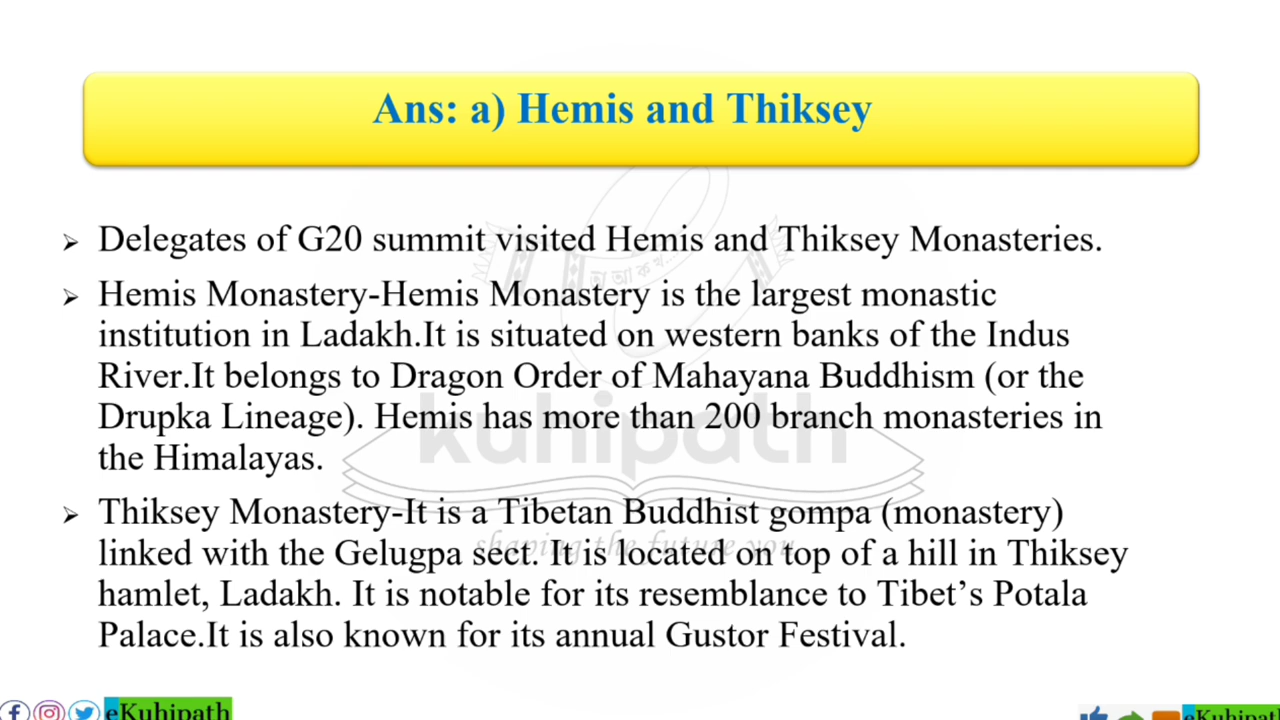 Ans: a) Hemis and Thiksey
➢ Delegates of G20 summit visited Hemis and Thiksey Monasteries.
➢ Hemis Monastery-Hemis Monastery is the largest monastic
institution in Ladakh.It is situated on western banks of the Indus
River.It belongs to Dragon Order of Mahayana Buddhism (or the
Drupka Lineage). Hemis has more than 200 branch monasteries in
the Himalayas.
➢ Thiksey Monastery-It is a Tibetan Buddhist gompa (monastery)
linked with the Gelugpa sect. It is located on top of a hill in Thiksey
hamlet, Ladakh. It is notable for its resemblance to Tibet’s Potala
Palace.It is also known for its annual Gustor Festival.
kuhipath
shaping the future you
eKuhipath
eKuhipath